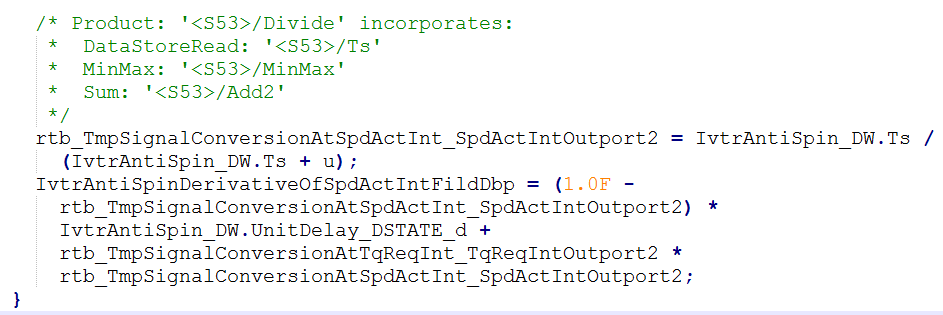 /* Product: '<S53>/Divide' incorporates:
 *  DataStoreRead: '<S53>/Ts'
 *  MinMax: '<S53>/MinMax'
 *  Sum: '<S53>/Add2'
 */
rtb_TmpSignalConversionAtSpdActInt_SpdActIntOutport2 = IvtrAntiSpin_DW.Ts /
  (IvtrAntiSpin_DW.Ts + u);
IvtrAntiSpinDerivativeOfSpdActIntFildDbp = (1.0F -
  rtb_TmpSignalConversionAtSpdActInt_SpdActIntOutport2) *
  IvtrAntiSpin_DW.UnitDelay_DSTATE_d +
  rtb_TmpSignalConversionAtTqReqInt_TqReqIntOutport2 *
  rtb_TmpSignalConversionAtSpdActInt_SpdActIntOutport2;
}